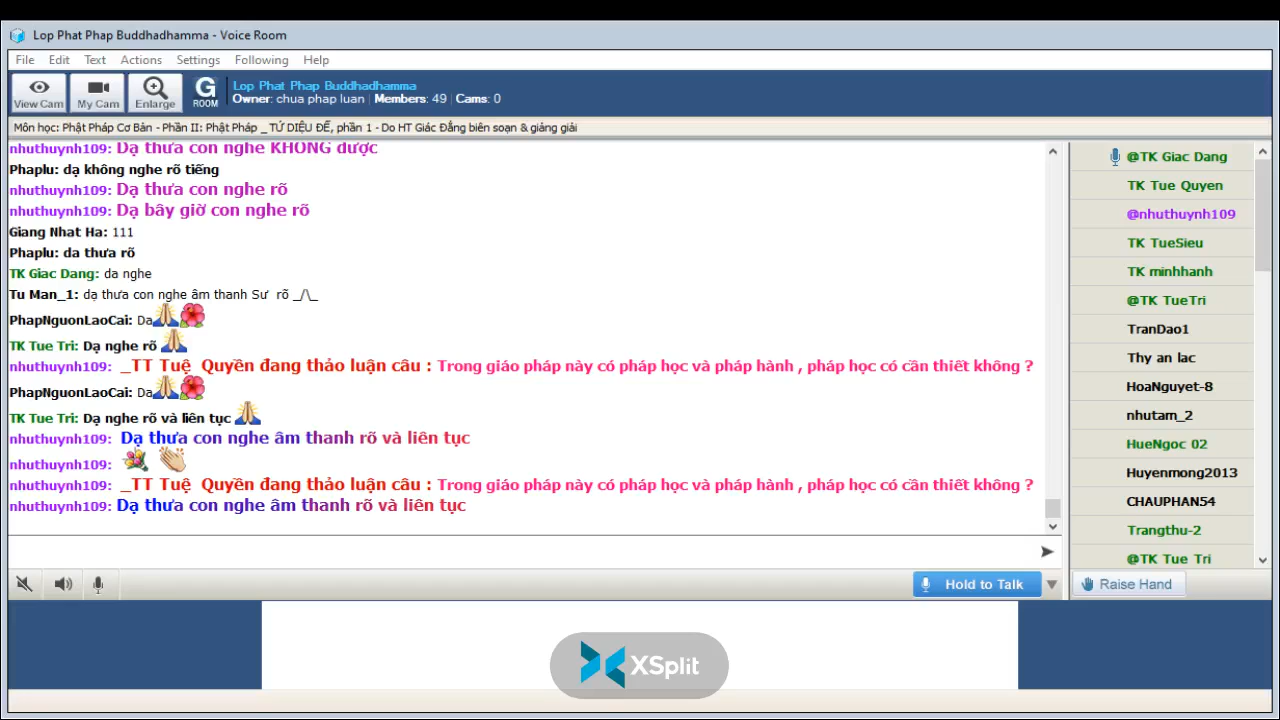 Lop Phat Phap Buddhadhamma - Voice Room
File Edit Text Actions Settings Following Help
View Cam My Cam Enlarge G ROOM
Lop Phat Phap Buddhadhamma
Owner: chua phap luan | Members: 49 | Cams: 0
Môn học: Phật Pháp Cơ Bản - Phần II: Phật Pháp _ TỨ DIỆU ĐẾ, phần 1 - Do HT Giác Đẳng biên soạn & giảng giải
nhuthuynh109: Dạ thưa con nghe KHÔNG được
Phaplu: dạ không nghe rõ tiếng
nhuthuynh109: Dạ thưa con nghe rõ
nhuthuynh109: Dạ bây giờ con nghe rõ
Giang Nhat Ha: 111
Phaplu: da thưa rõ
TK Giac Dang: da nghe
Tu Man_1: dạ thưa con nghe âm thanh Sư rõ _/\_
PhapNguonLaoCai: Da
TK Tue Tri: Dạ nghe rõ
nhuthuynh109: _TT Tuệ Quyền đang thảo luận câu : Trong giáo pháp này có pháp học và pháp hành , pháp học có cần thiết không ?
PhapNguonLaoCai: Da
TK Tue Tri: Dạ nghe rõ và liên tục
nhuthuynh109: Dạ thưa con nghe âm thanh rõ và liên tục
nhuthuynh109:
nhuthuynh109: _TT Tuệ Quyền đang thảo luận câu : Trong giáo pháp này có pháp học và pháp hành , pháp học có cần thiết không ?
nhuthuynh109: Dạ thưa con nghe âm thanh rõ và liên tục
@TK Giac Dang
TK Tue Quyen
@nhuthuynh109
TK TueSieu
TK minhhanh
@TK TueTri
TranDao1
Thy an lac
HoaNguyet-8
nhutam_2
HueNgoc 02
Huyenmong2013
CHAUPHAN54
Trangthu-2
@TK Tue Tri
Hold to Talk
Raise Hand
XSplit